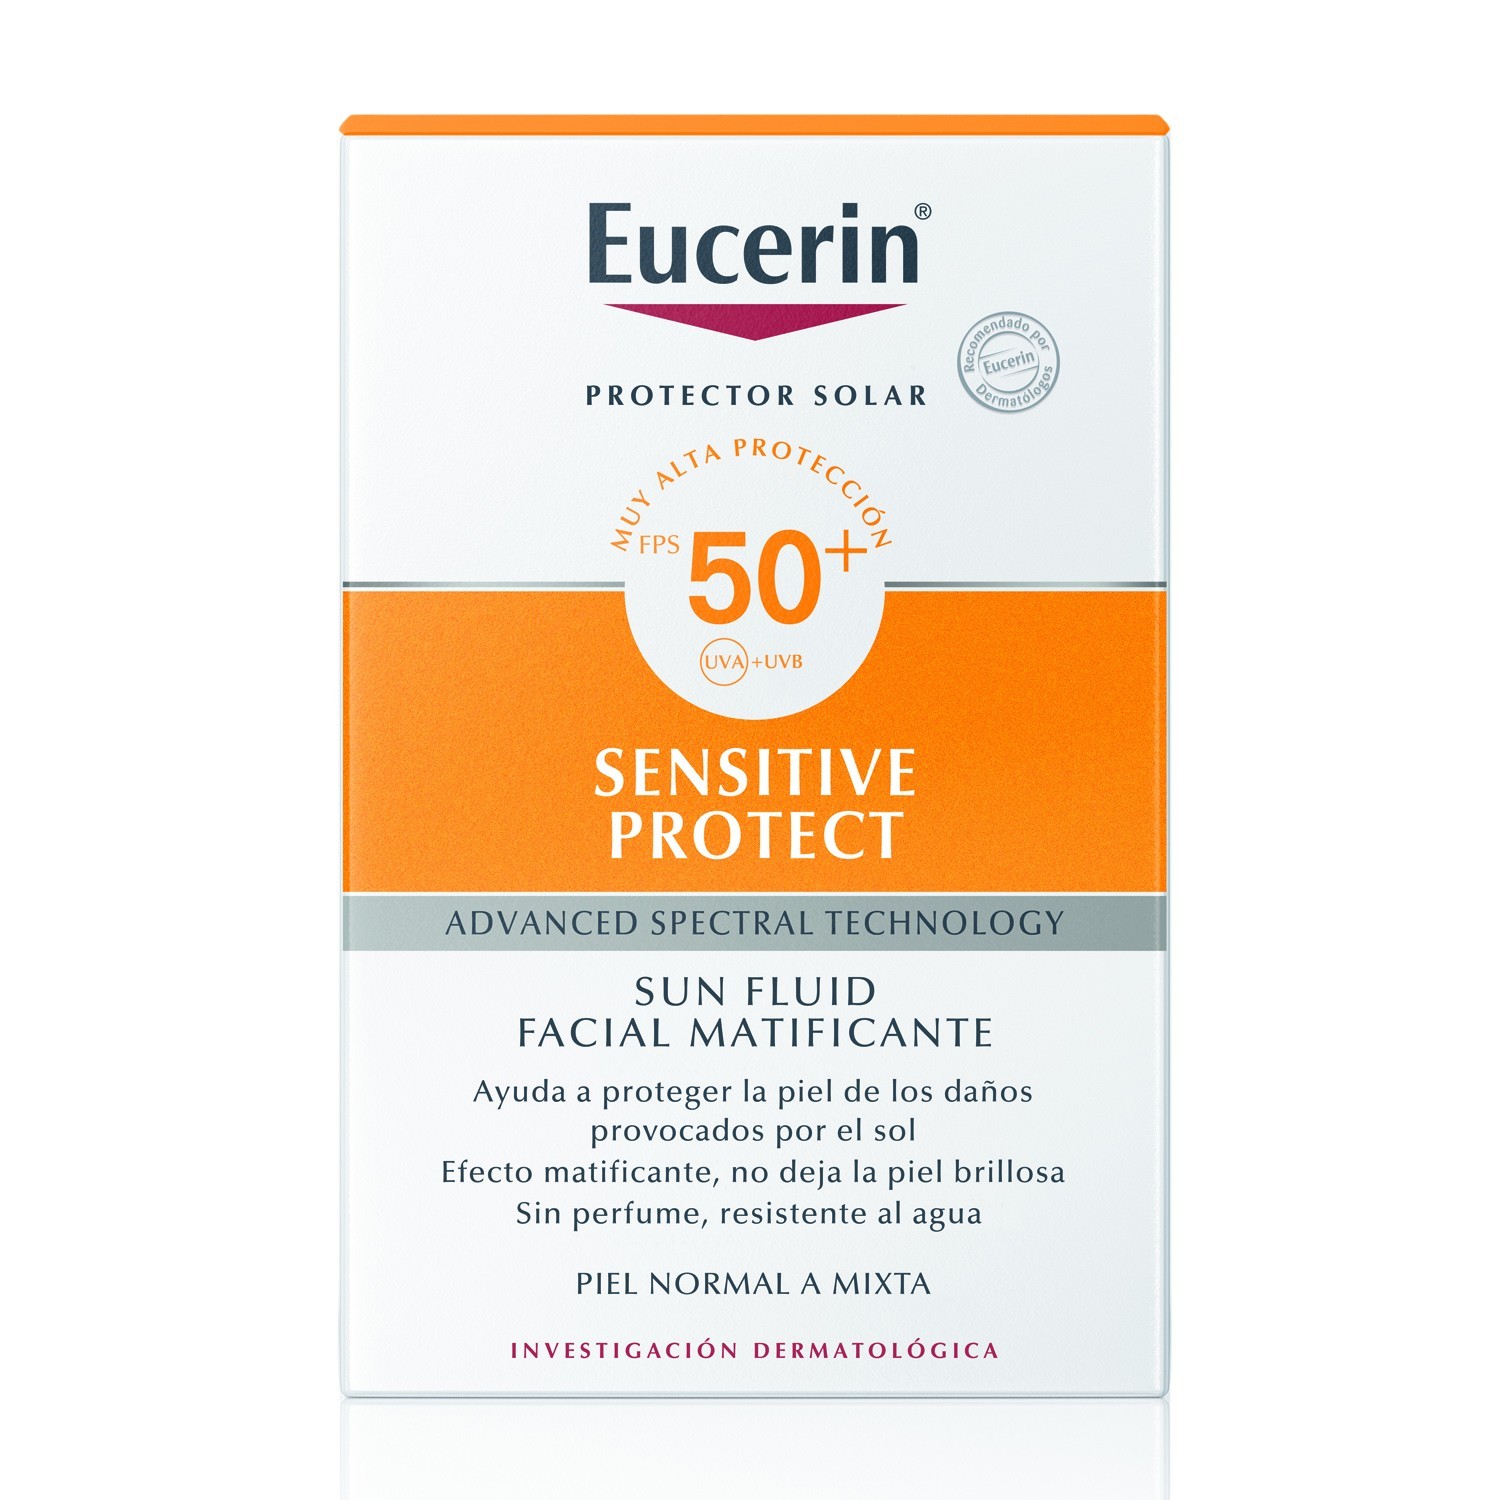 Eucerin®
PROTECTOR SOLAR
Recomendado por
Eucerin
Dermatólogos
MUY ALTA PROTECCIÓN
FPS 50+
UVA+UVB
SENSITIVE
PROTECT
ADVANCED SPECTRAL TECHNOLOGY
SUN FLUID
FACIAL MATIFICANTE
Ayuda a proteger la piel de los daños
provocados por el sol
Efecto matificante, no deja la piel brillosa
Sin perfume, resistente al agua
PIEL NORMAL A MIXTA
INVESTIGACIÓN DERMATOLÓGICA